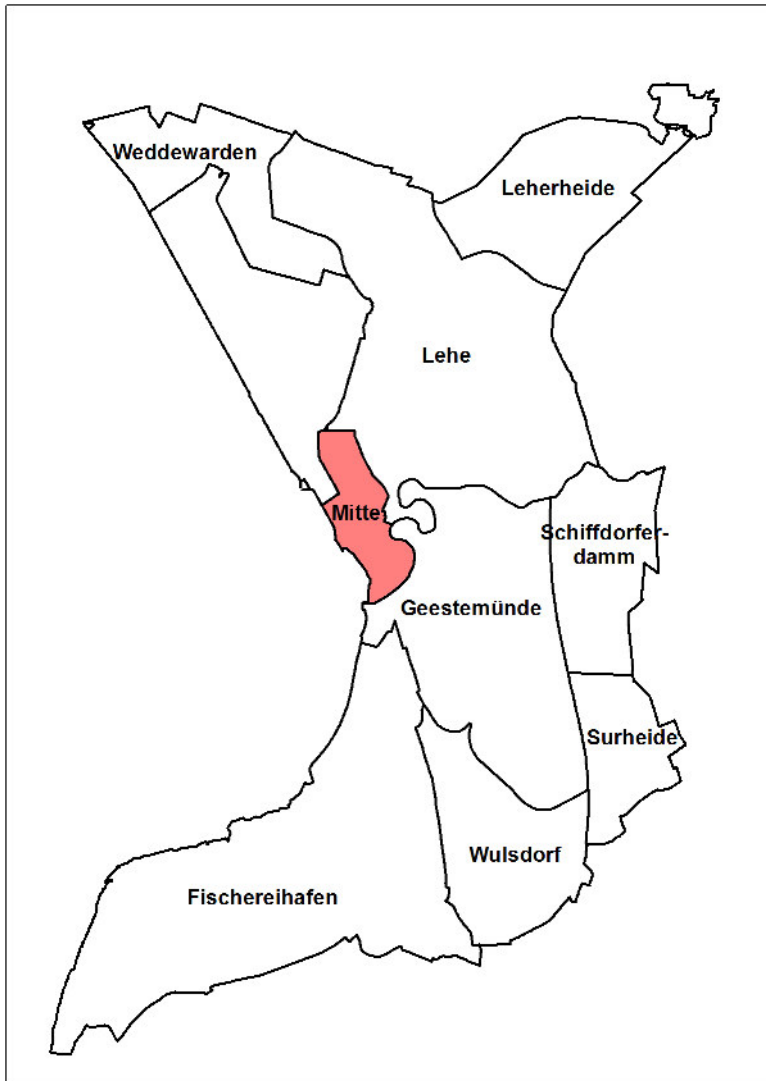 Weddewarden
Leherheide
Lehe
Mitte
Schiffdorfer-
damm
Geestemünde
Surheide
Wulsdorf
Fischereihafen